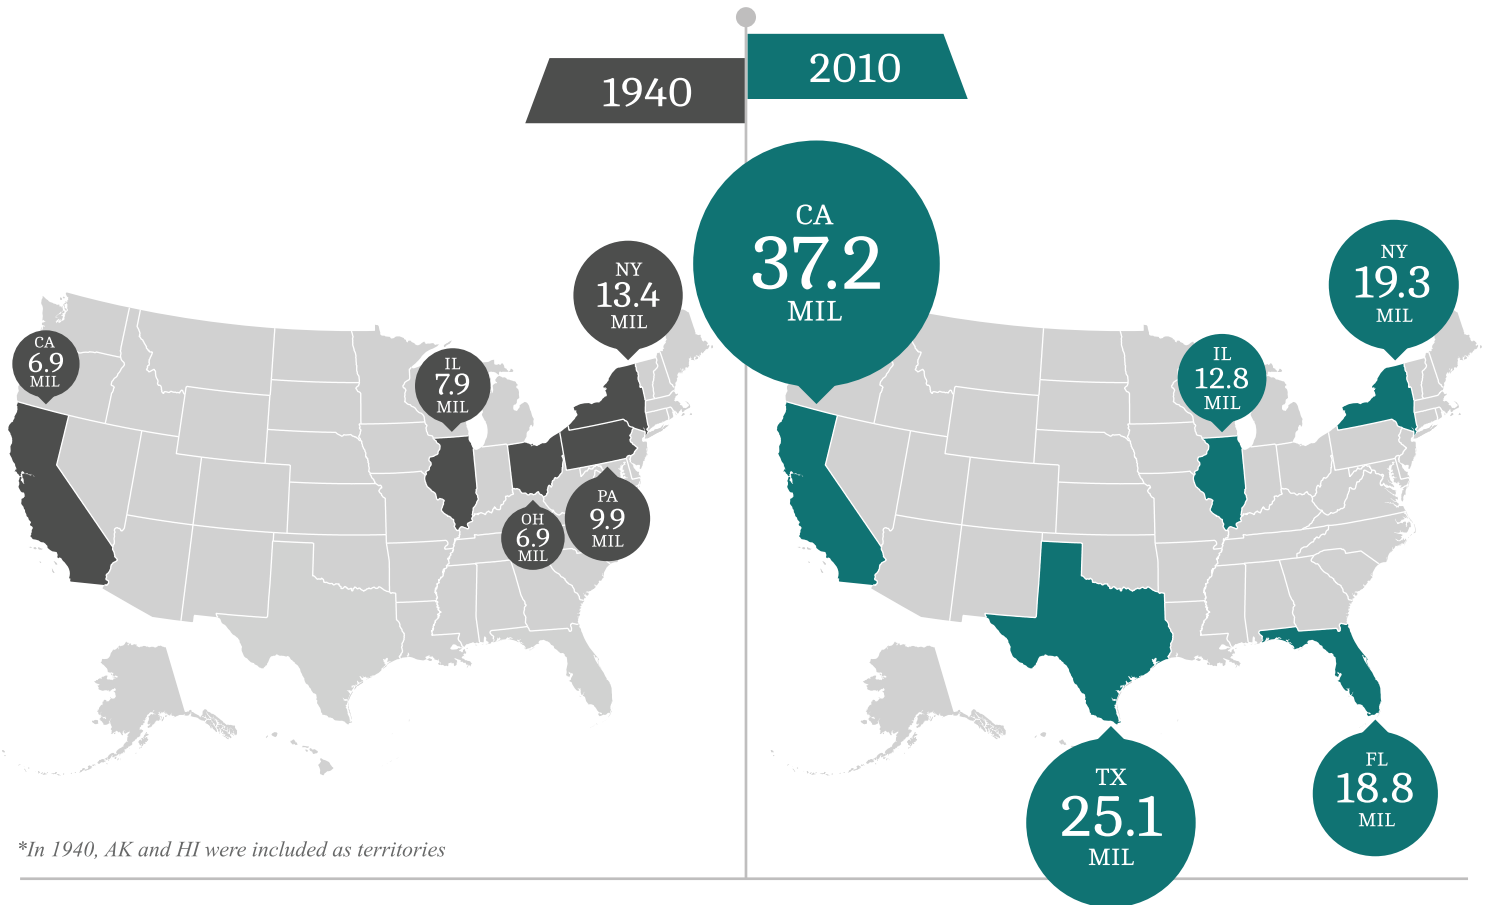 1940
2010
CA
6.9
MIL
IL
7.9
MIL
NY
13.4
MIL
OH
6.9
MIL
PA
9.9
MIL
CA
37.2
MIL
IL
12.8
MIL
NY
19.3
MIL
TX
25.1
MIL
FL
18.8
MIL
*In 1940, AK and HI were included as territories